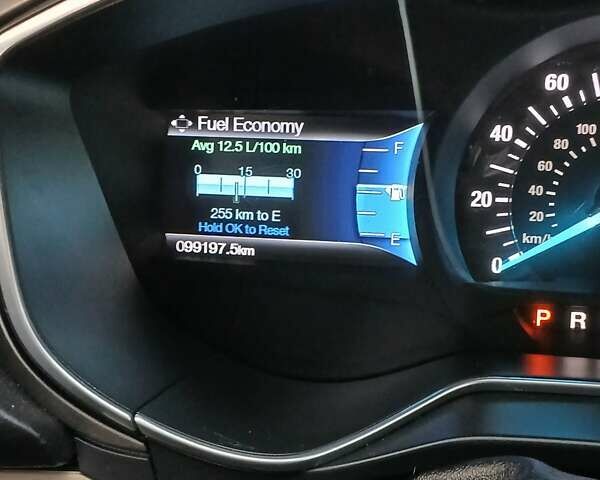 Fuel Economy
Avg 12.5 L/100 km
0 15 30
255 km to E
Hold OK to Reset
099197.5km
F
E
60
40
20
0
100
80
60
40
20
km/
P R